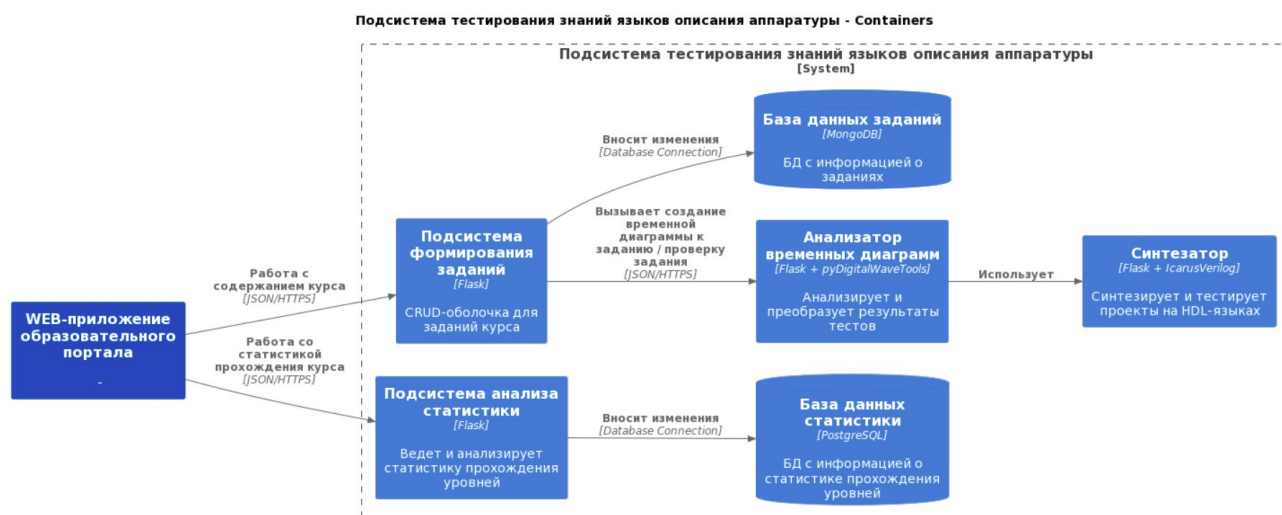 Подсистема тестирования знаний языков описания аппаратуры - Containers
Подсистема тестирования знаний языков описания аппаратуры
[System]
База данных заданий
[MongoDB]
БД с информацией о
заданиях
Вносит изменения
[Database Connection]
Вызывает создание
временной
диаграммы к
заданию / проверку
задания
[JSON/HTTPS]
Подсистема
формирования
заданий
[Flask]
CRUD-оболочка для
заданий курса
Анализатор
временных диаграмм
[Flask + pyDigitalWaveTools]
Анализирует и
преобразует результаты
тестов
Использует
Синтезатор
[Flask + IcarusVerilog]
Синтезирует и тестирует
проекты на HDL-языках
Работа с
содержанием курса
[JSON/HTTPS]
WEB-приложение
образовательного
портала
-
Работа со
статистикой
прохождения курса
[JSON/HTTPS]
Подсистема анализа
статистики
[Flask]
Ведет и анализирует
статистику прохождения
уровней
Вносит изменения
[Database Connection]
База данных
статистики
[PostgreSQL]
БД с информацией о
статистике прохождения
уровней